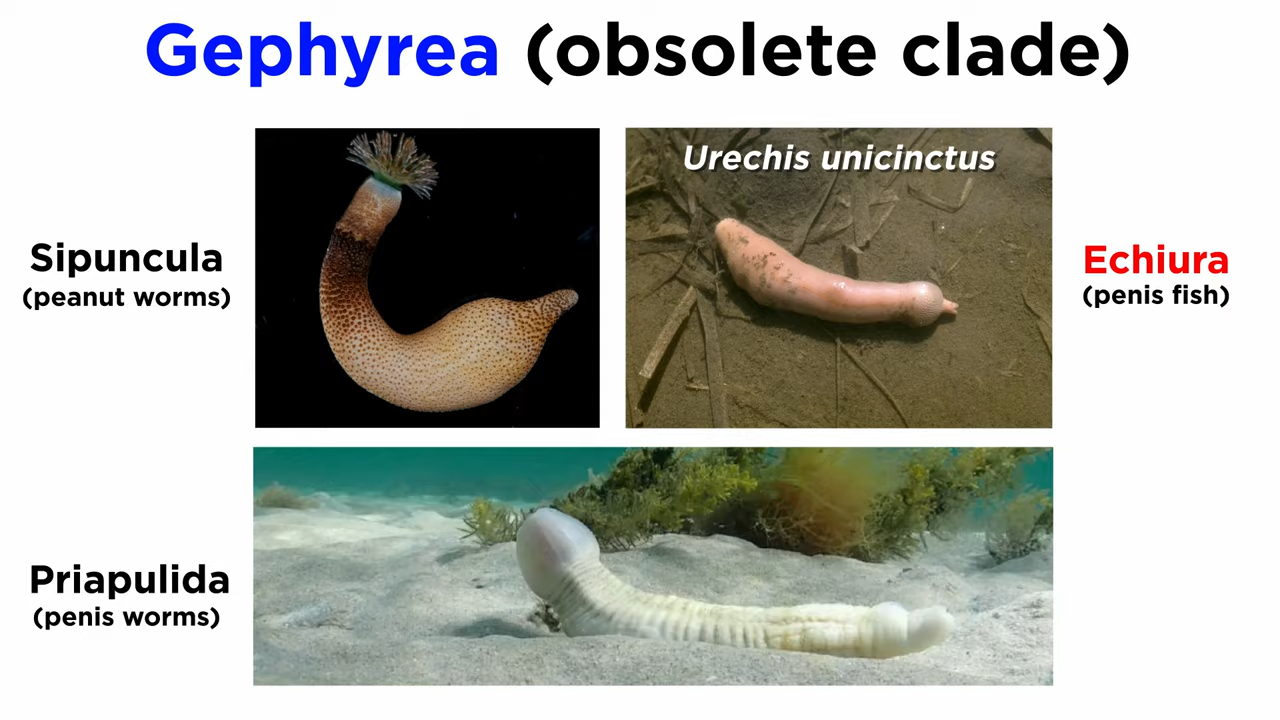 Gephyrea (obsolete clade)
Sipuncula
(peanut worms)
Urechis unicinctus
Echiura
(penis fish)
Priapulida
(penis worms)